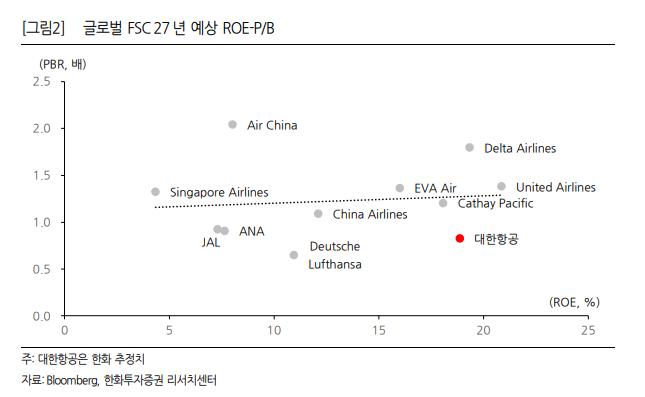 [그림2] 글로벌 FSC 27년 예상 ROE-P/B
(PBR, 배)
2.5
2.0
1.5
1.0
0.5
0.0
Air China
Delta Airlines
Singapore Airlines
EVA Air
United Airlines
Cathay Pacific
China Airlines
JAL
ANA
Deutsche
Lufthansa
대한항공
(ROE, %)
0 5 10 15 20 25
주: 대한항공은 한화 추정치
자료: Bloomberg, 한화투자증권 리서치센터